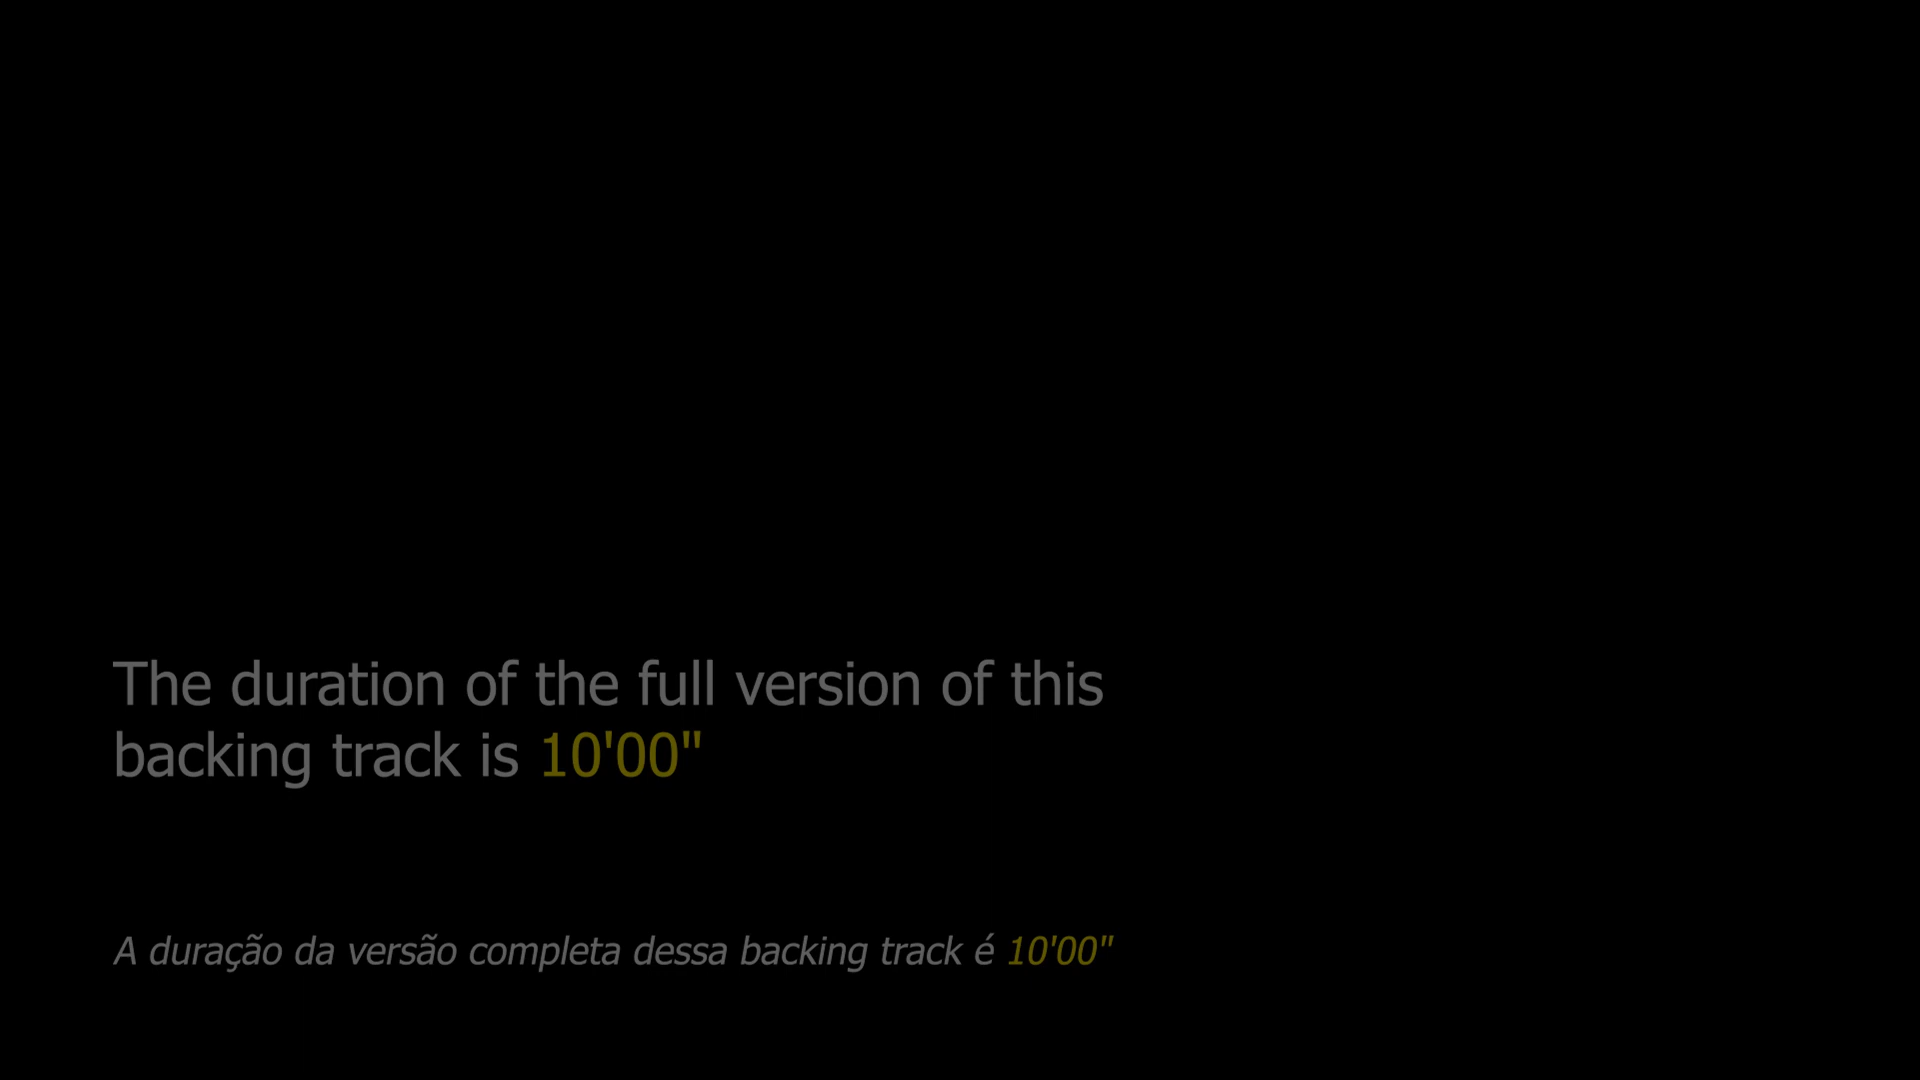 The duration of the full version of this
backing track is 10'00"
A duração da versão completa dessa backing track é 10'00"